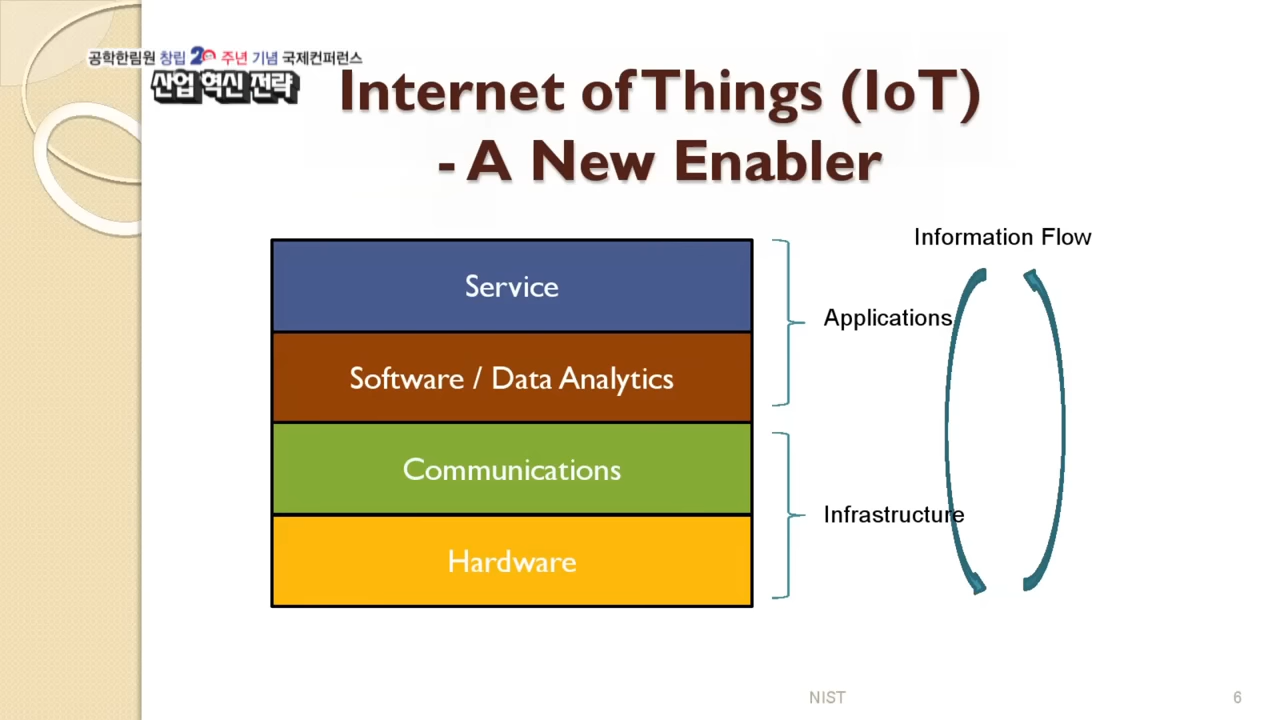 공학한림원 창립 20 주년 기념 국제컨퍼런스
산업 혁신 전략
Internet of Things (IoT)
- A New Enabler
Information Flow
Service
Applications
Software / Data Analytics
Communications
Infrastructure
Hardware
NIST
6